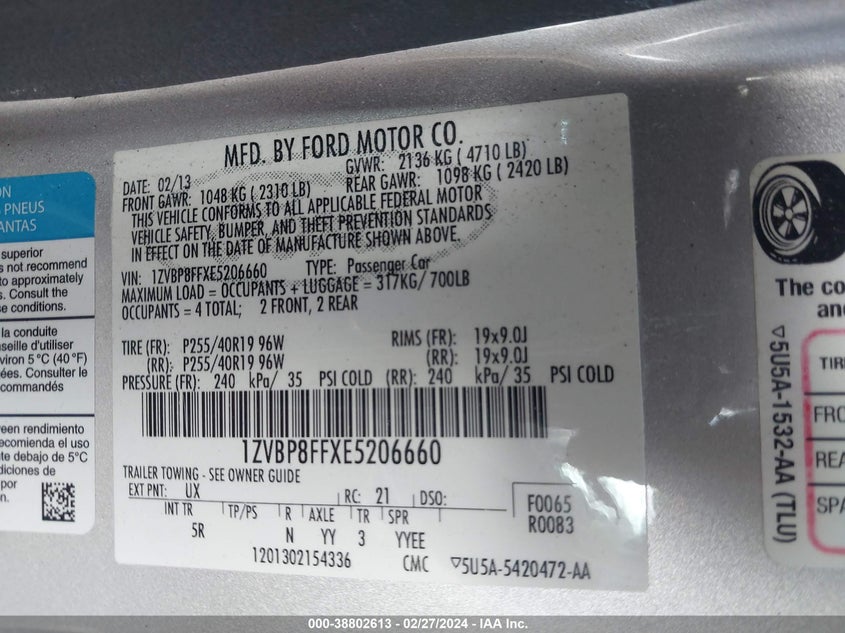 ON
S PNEUS
ANTAS
superior
s not recommend
to approximately
s. Consult the
se conditions.
la conduite
nseille d'utiliser
viron 5°C (40°F)
ées. Consulter le
ecommandés
uen rendimiento
ecomienda el uso
te debajo de 5°C
diciones de
MFD. BY FORD MOTOR CO.
DATE: 02/13 GVWR: 2136 KG ( 4710 LB)
FRONT GAWR: 1048 KG ( 2310 LB) REAR GAWR: 1098 KG ( 2420 LB)
THIS VEHICLE CONFORMS TO ALL APPLICABLE FEDERAL MOTOR
VEHICLE SAFETY, BUMPER, AND THEFT PREVENTION STANDARDS
IN EFFECT ON THE DATE OF MANUFACTURE SHOWN ABOVE.
VIN: 1ZVBP8FFXE5206660 TYPE: Passenger Car
MAXIMUM LOAD = OCCUPANTS + LUGGAGE = 317KG/ 700LB
OCCUPANTS = 4 TOTAL; 2 FRONT, 2 REAR
TIRE (FR): P255/40R19 96W RIMS (FR): 19x9.0J
(RR): P255/40R19 96W (RR): 19x9.0J
PRESSURE (FR): 240 kPa/ 35 PSI COLD (RR): 240 kPa/ 35 PSI COLD
1ZVBP8FFXE5206660
TRAILER TOWING - SEE OWNER GUIDE
EXT PNT: UX RC: 21 DSO: F0065
INT TR TP/PS R AXLE TR SPR R0083
5R N YY 3 YYEE
1201302154336 CMC ▽5U5A-5420472-AA
The co
an
▽5U5A-1532-AA (TLU)
TIR
FRO
REA
SPA
000-38802613 - 02/27/2024 - IAA Inc.